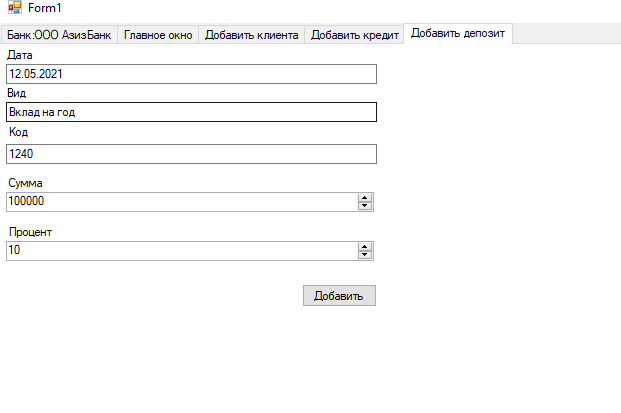 Form1
Банк:ООО АзизБанк Главное окно Добавить клиента Добавить кредит Добавить депозит
Дата
12.05.2021
Вид
Вклад на год
Код
1240
Сумма
100000
Процент
10
Добавить